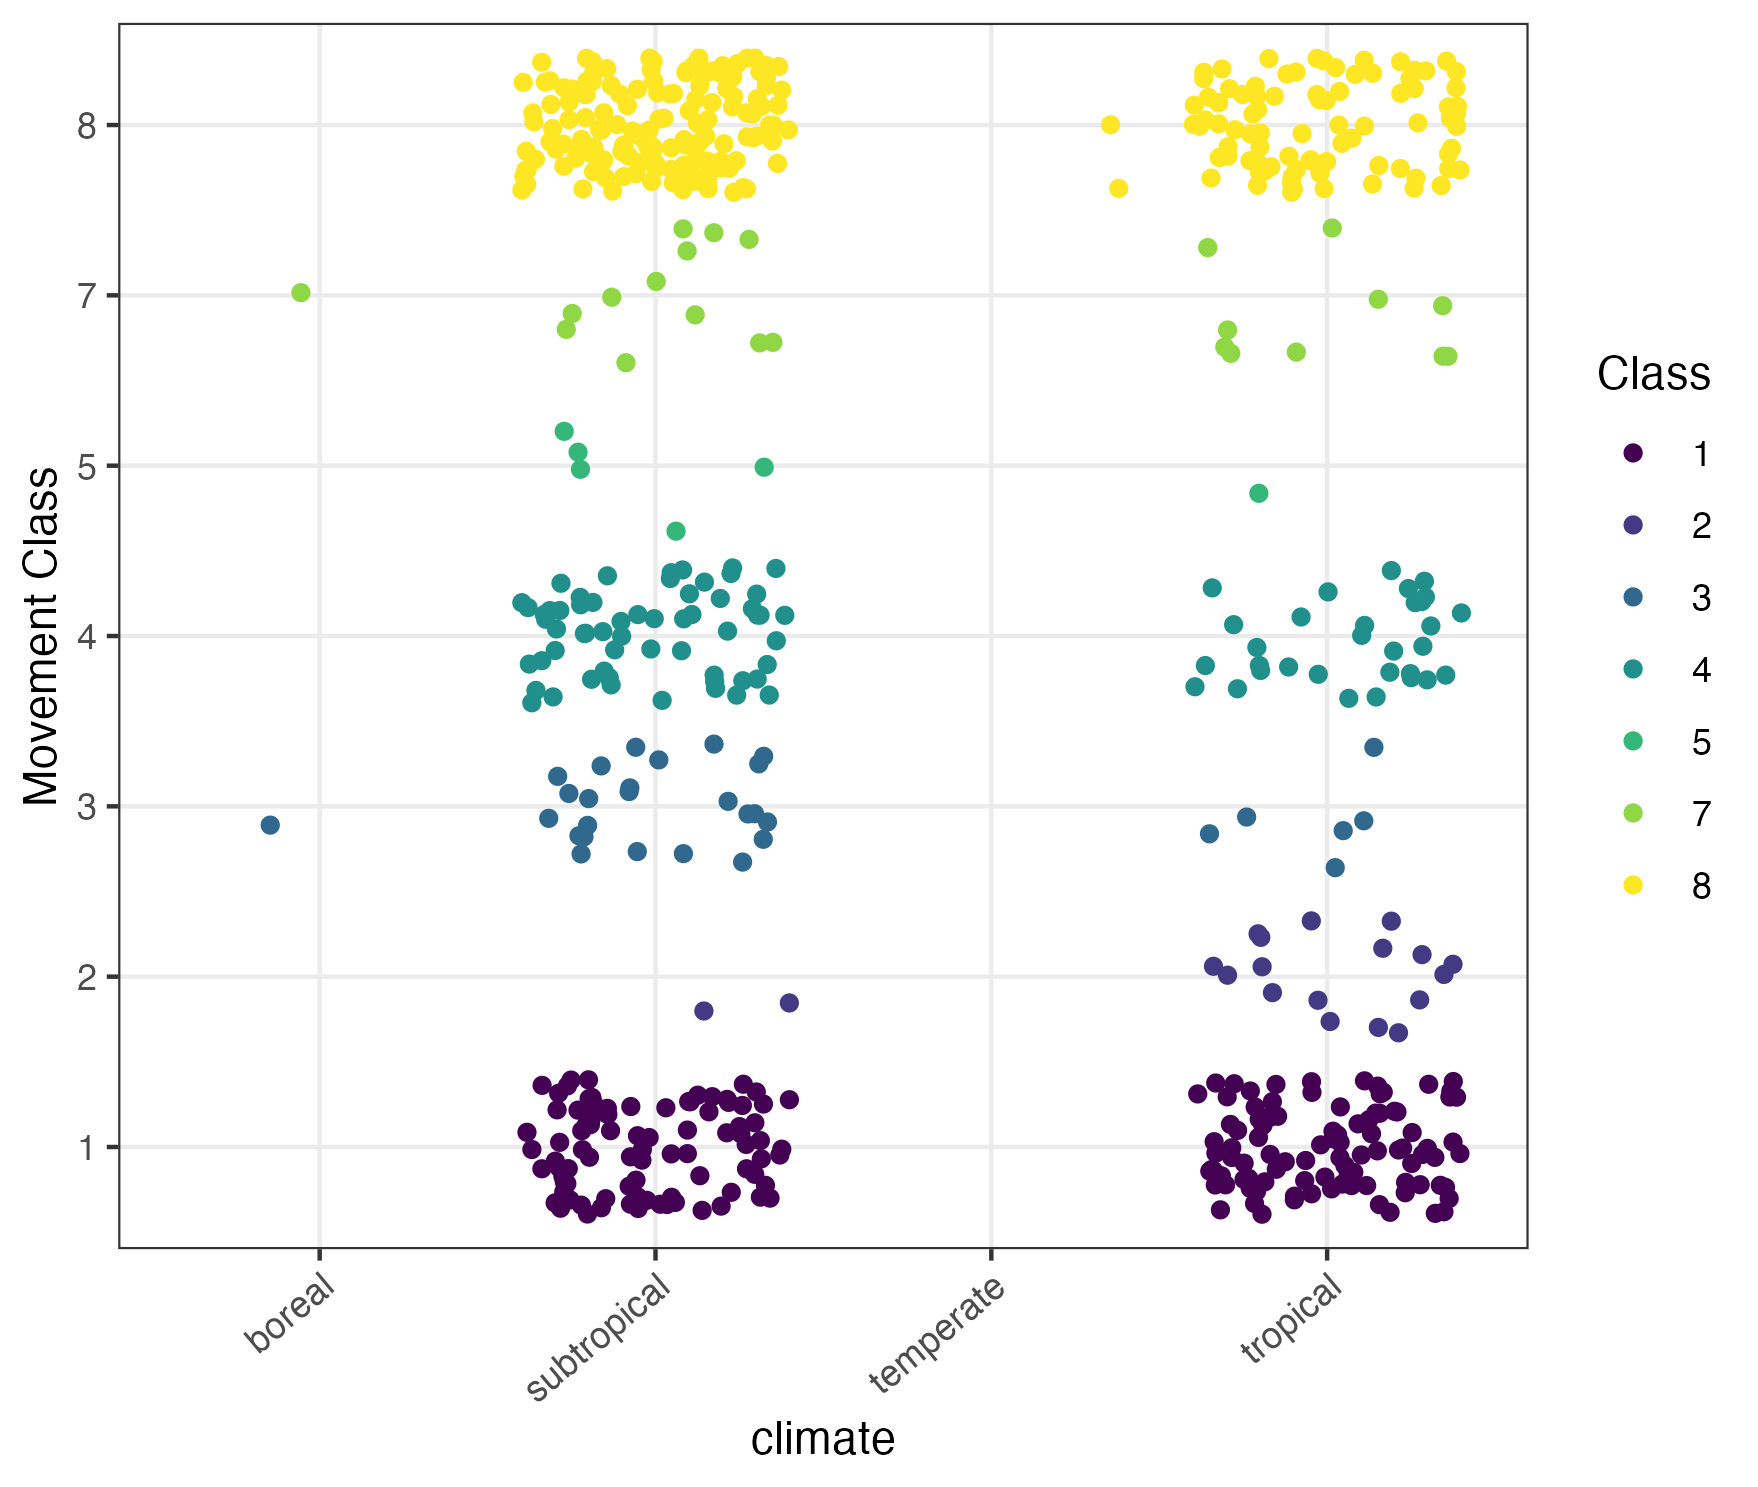 Movement Class
8
7
5
4
3
2
1
boreal
subtropical
temperate
tropical
climate
Class
1
2
3
4
5
7
8